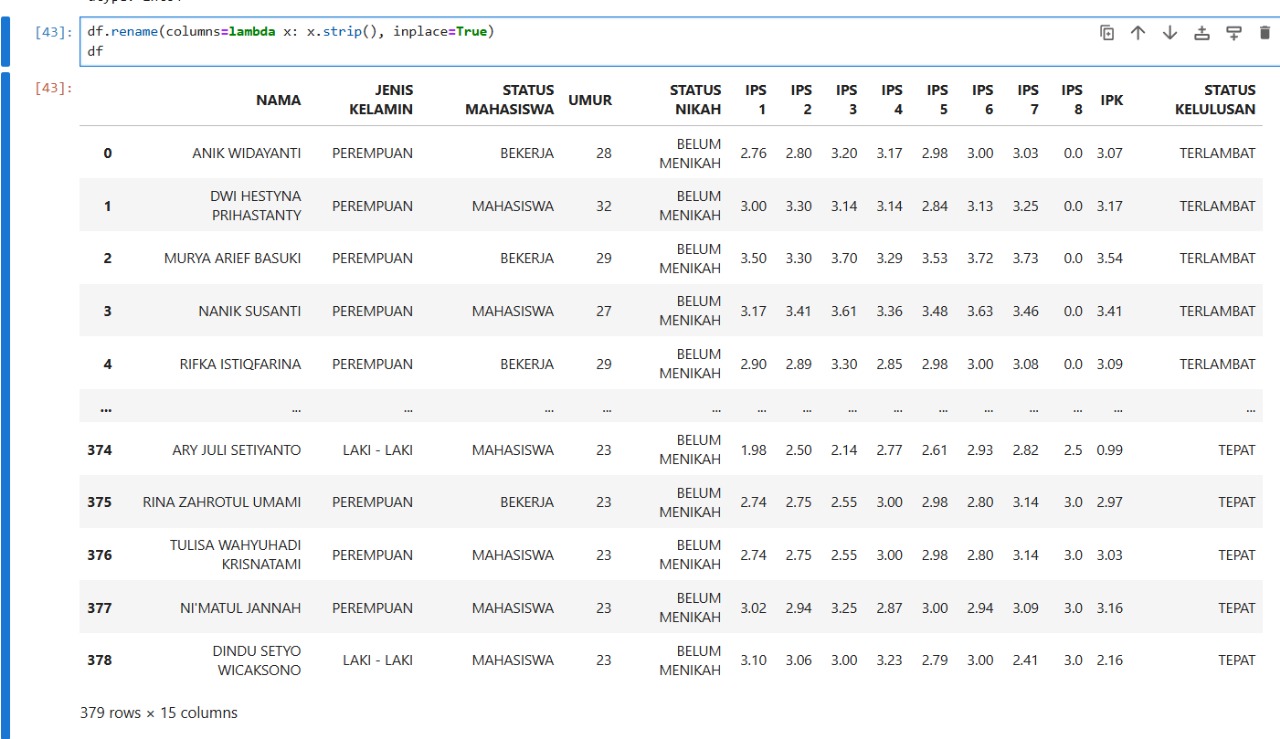 [43]: df.rename(columns=lambda x: x.strip(), inplace=True)
df
[43]:
NAMA JENIS KELAMIN STATUS MAHASISWA UMUR STATUS NIKAH IPS 1 IPS 2 IPS 3 IPS 4 IPS 5 IPS 6 IPS 7 IPS 8 IPK STATUS KELULUSAN
0 ANIK WIDAYANTI PEREMPUAN BEKERJA 28 BELUM MENIKAH 2.76 2.80 3.20 3.17 2.98 3.00 3.03 0.0 3.07 TERLAMBAT
1 DWI HESTYNA PRIHASTANTY PEREMPUAN MAHASISWA 32 BELUM MENIKAH 3.00 3.30 3.14 3.14 2.84 3.13 3.25 0.0 3.17 TERLAMBAT
2 MURYA ARIEF BASUKI PEREMPUAN BEKERJA 29 BELUM MENIKAH 3.50 3.30 3.70 3.29 3.53 3.72 3.73 0.0 3.54 TERLAMBAT
3 NANIK SUSANTI PEREMPUAN MAHASISWA 27 BELUM MENIKAH 3.17 3.41 3.61 3.36 3.48 3.63 3.46 0.0 3.41 TERLAMBAT
4 RIFKA ISTIQFARINA PEREMPUAN BEKERJA 29 BELUM MENIKAH 2.90 2.89 3.30 2.85 2.98 3.00 3.08 0.0 3.09 TERLAMBAT
... ... ... ... ... ... ... ... ... ... ... ... ... ... ... ...
374 ARY JULI SETIYANTO LAKI - LAKI MAHASISWA 23 BELUM MENIKAH 1.98 2.50 2.14 2.77 2.61 2.93 2.82 2.5 0.99 TEPAT
375 RINA ZAHROTUL UMAMI PEREMPUAN BEKERJA 23 BELUM MENIKAH 2.74 2.75 2.55 3.00 2.98 2.80 3.14 3.0 2.97 TEPAT
376 TULISA WAHYUHADI KRISNATAMI PEREMPUAN MAHASISWA 23 BELUM MENIKAH 2.74 2.75 2.55 3.00 2.98 2.80 3.14 3.0 3.03 TEPAT
377 NI'MATUL JANNAH PEREMPUAN MAHASISWA 23 BELUM MENIKAH 3.02 2.94 3.25 2.87 3.00 2.94 3.09 3.0 3.16 TEPAT
378 DINDU SETYO WICAKSONO LAKI - LAKI MAHASISWA 23 BELUM MENIKAH 3.10 3.06 3.00 3.23 2.79 3.00 2.41 3.0 2.16 TEPAT
379 rows × 15 columns